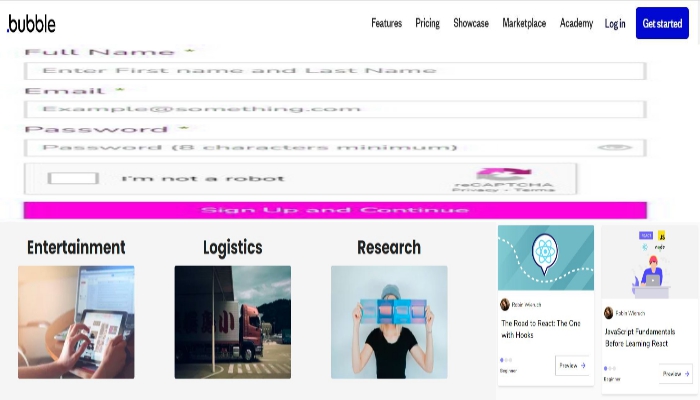 .bubble
Features Pricing Showcase Marketplace Academy Log in Get started
Full Name *
Enter First name and Last Name
Email *
Example@something.com
Password *
Password (8 characters minimum)
I'm not a robot
reCAPTCHA
Privacy - Terms
Sign Up and Continue
Entertainment
Logistics
Research
REACT
JS
node
Robin Wieruch
The Road to React: The One
with Hooks
Beginner
Preview →
Robin Wieruch
JavaScript Fundamentals
Before Learning React
Beginner
Preview →